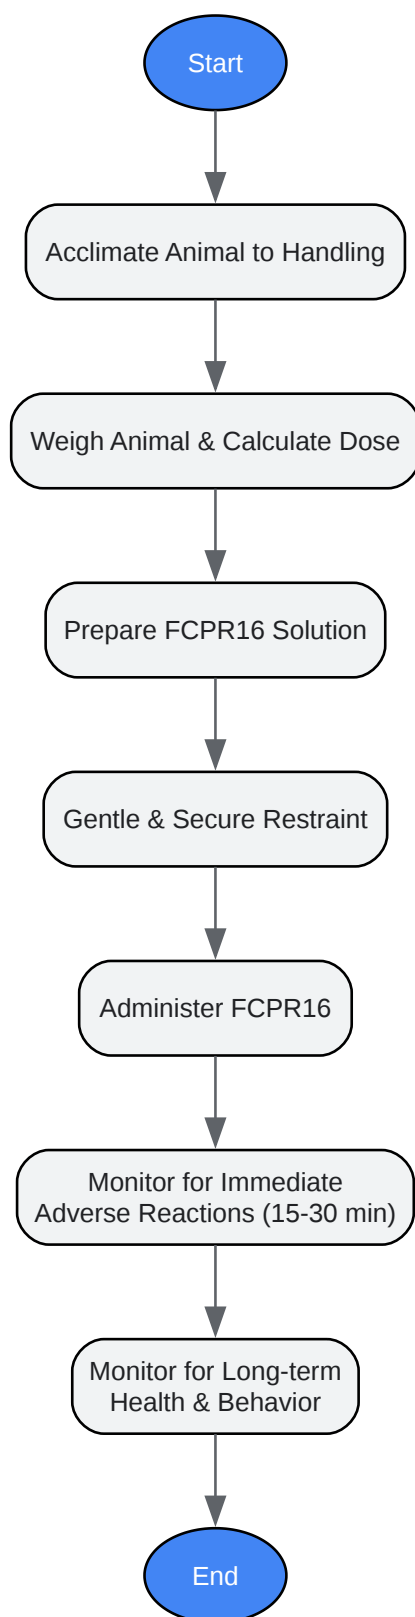 Start
Acclimate Animal to Handling
Weigh Animal & Calculate Dose
Prepare FCPR16 Solution
Gentle & Secure Restraint
Administer FCPR16
Monitor for Immediate
Adverse Reactions (15-30 min)
Monitor for Long-term
Health & Behavior
End